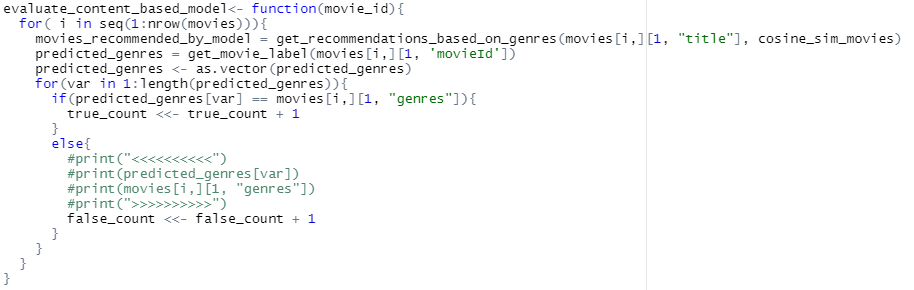 evaluate_content_based_model<- function(movie_id){
  for( i in seq(1:nrow(movies))){
    movies_recommended_by_model = get_recommendations_based_on_genres(movies[i,][1, "title"], cosine_sim_movies)
    predicted_genres = get_movie_label(movies[i,][1, 'movieId'])
    predicted_genres <- as.vector(predicted_genres)
    for(var in 1:length(predicted_genres)){
      if(predicted_genres[var] == movies[i,][1, "genres"]){
        true_count <<- true_count + 1
      }
      else{
        #print("<<<<<<<<<<")
        #print(predicted_genres[var])
        #print(movies[i,][1, "genres"])
        #print(">>>>>>>>>>")
        false_count <<- false_count + 1
      }
    }
  }
}